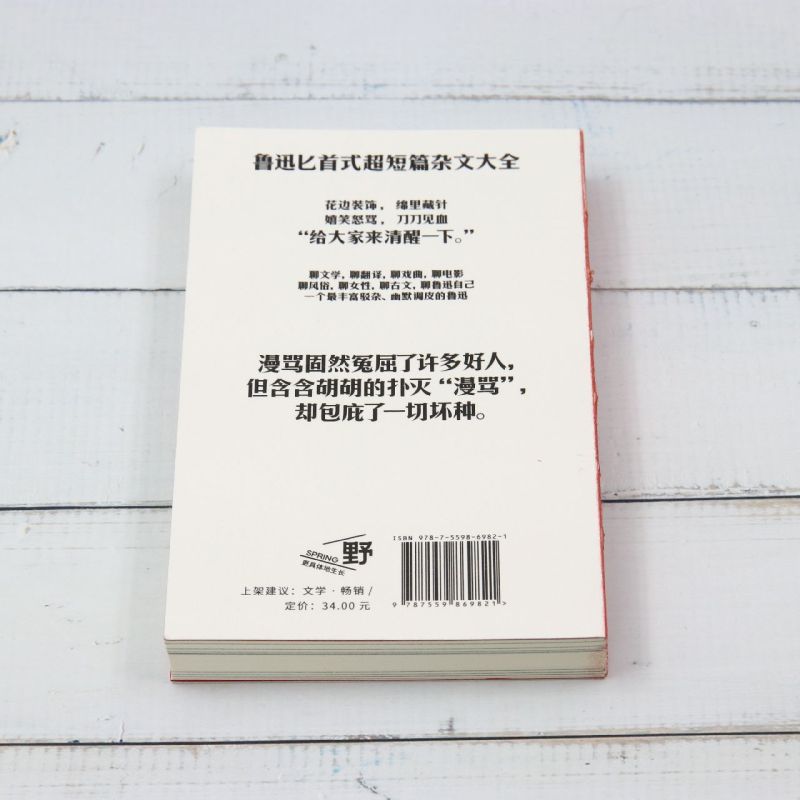 鲁迅匕首式超短篇杂文大全
花边装饰，绵里藏针
嬉笑怒骂，刀刀见血
“给大家来清醒一下。”
聊文学，聊翻译，聊戏曲，聊电影
聊风俗，聊女性，聊古文，聊鲁迅自己
一个最丰富驳杂、幽默调皮的鲁迅
漫骂固然冤屈了许多好人，
但含含胡胡的扑灭“漫骂”，
却包庇了一切坏种。
SPRING 野
更具体地生长
上架建议：文学·畅销/
定价：34.00 元
ISBN 978-7-5598-6982-1
9 787559 869821>